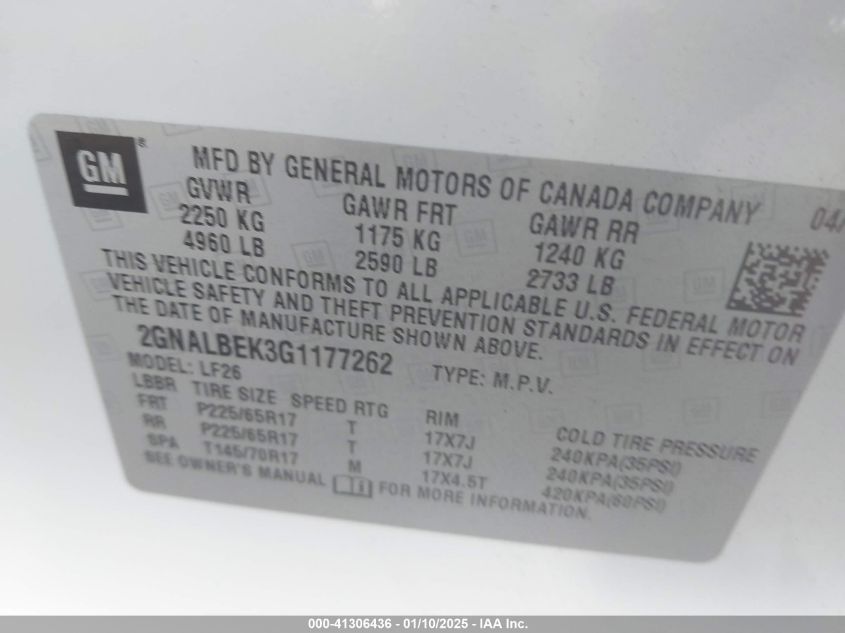 GM ®
MFD BY GENERAL MOTORS OF CANADA COMPANY 04/
GVWR GAWR FRT GAWR RR
2250 KG 1175 KG 1240 KG
4960 LB 2590 LB 2733 LB
THIS VEHICLE CONFORMS TO ALL APPLICABLE U.S. FEDERAL MOTOR
VEHICLE SAFETY AND THEFT PREVENTION STANDARDS IN EFFECT ON
THE DATE OF MANUFACTURE SHOWN ABOVE.
2GNALBEK3G1177262 TYPE: M.P.V.
MODEL: LF26
LBBR TIRE SIZE SPEED RTG RIM COLD TIRE PRESSURE
FRT P225/65R17 T 17X7J 240KPA(35PSI)
RR P225/65R17 T 17X7J 240KPA(35PSI)
SPA T145/70R17 M 17X4.5T 420KPA(60PSI)
SEE OWNER'S MANUAL FOR MORE INFORMATION.
000-41306436 - 01/10/2025 - IAA Inc.